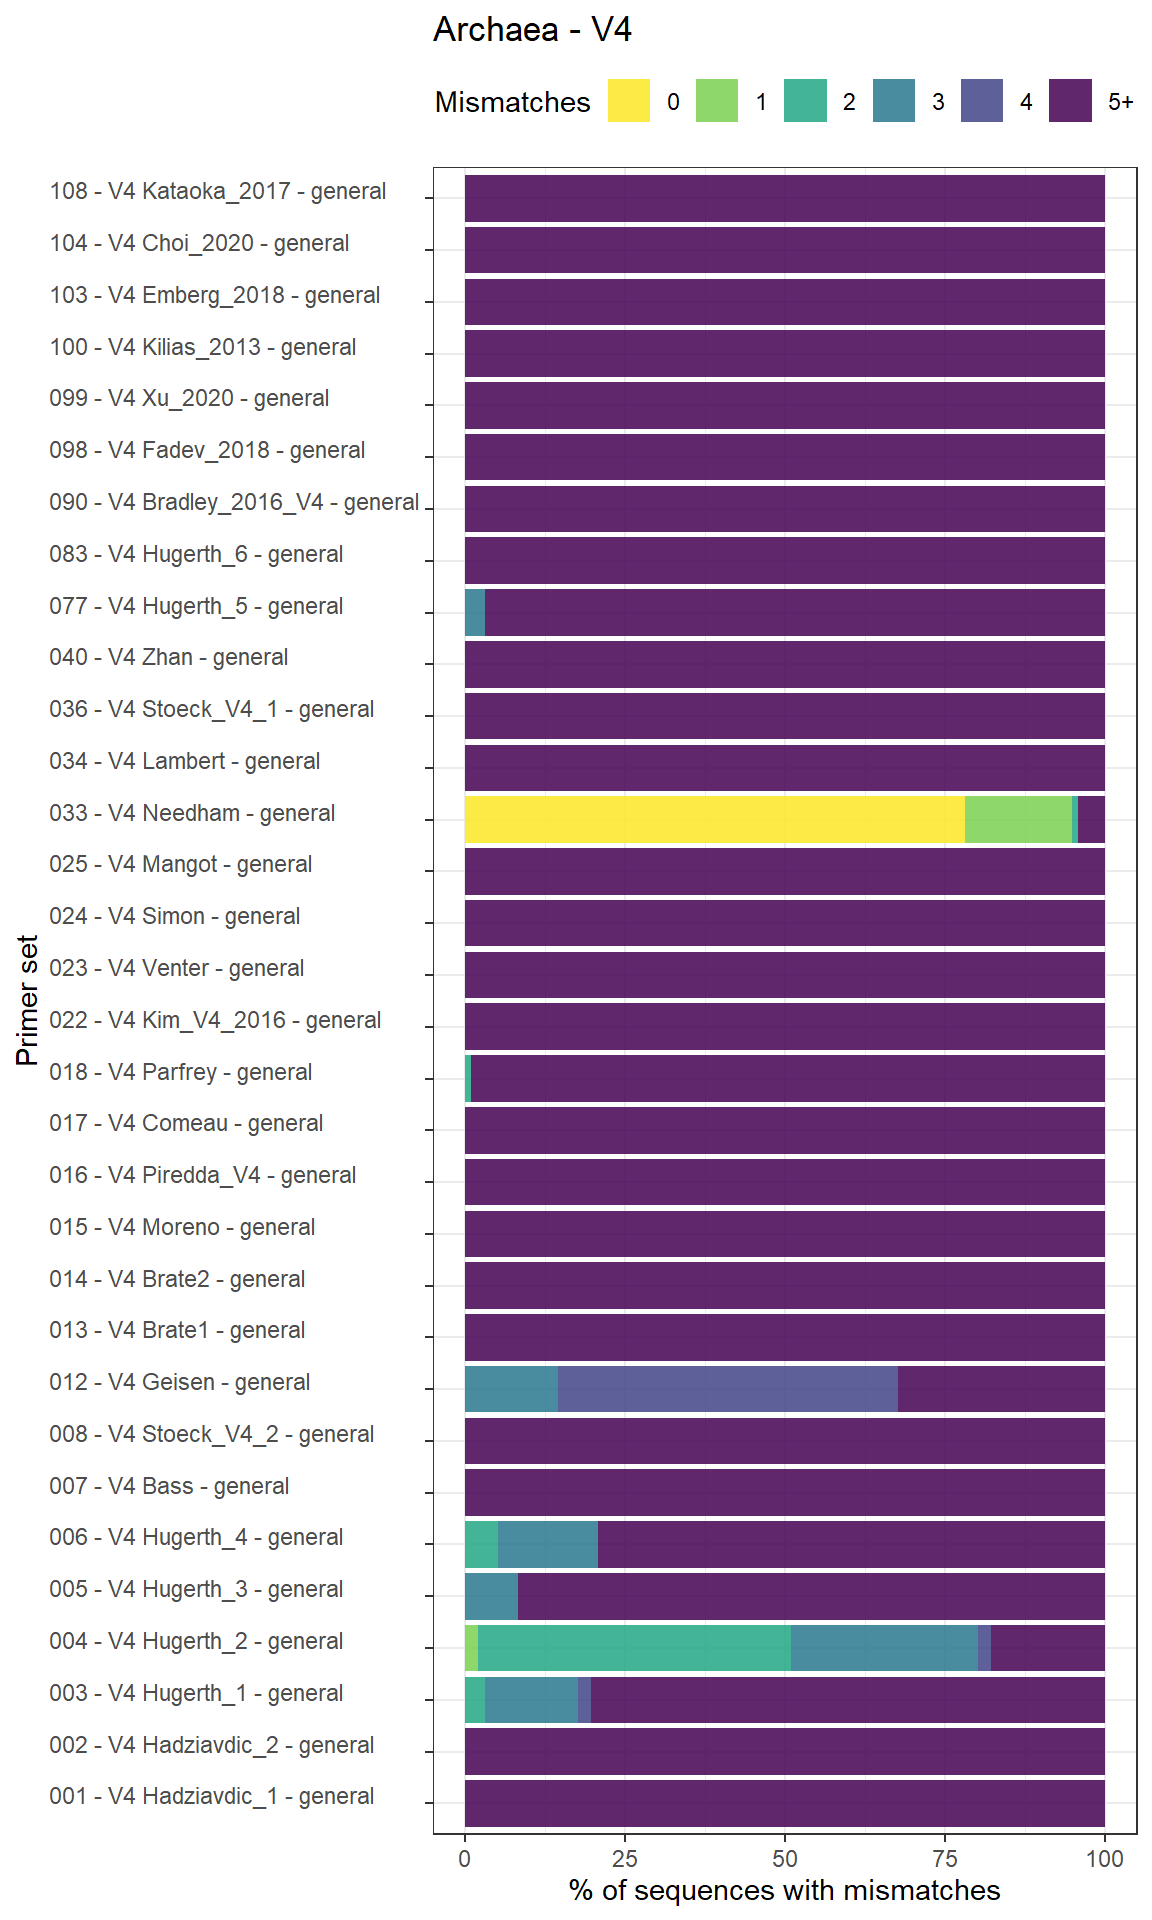 Archaea - V4
Mismatches 0 1 2 3 4 5+
108 - V4 Kataoka_2017 - general
104 - V4 Choi_2020 - general
103 - V4 Emberg_2018 - general
100 - V4 Kilias_2013 - general
099 - V4 Xu_2020 - general
098 - V4 Fadev_2018 - general
090 - V4 Bradley_2016_V4 - general
083 - V4 Hugerth_6 - general
077 - V4 Hugerth_5 - general
040 - V4 Zhan - general
036 - V4 Stoeck_V4_1 - general
034 - V4 Lambert - general
033 - V4 Needham - general
025 - V4 Mangot - general
024 - V4 Simon - general
023 - V4 Venter - general
022 - V4 Kim_V4_2016 - general
018 - V4 Parfrey - general
017 - V4 Comeau - general
016 - V4 Piredda_V4 - general
015 - V4 Moreno - general
014 - V4 Brate2 - general
013 - V4 Brate1 - general
012 - V4 Geisen - general
008 - V4 Stoeck_V4_2 - general
007 - V4 Bass - general
006 - V4 Hugerth_4 - general
005 - V4 Hugerth_3 - general
004 - V4 Hugerth_2 - general
003 - V4 Hugerth_1 - general
002 - V4 Hadziavdic_2 - general
001 - V4 Hadziavdic_1 - general
Primer set
0 25 50 75 100
% of sequences with mismatches